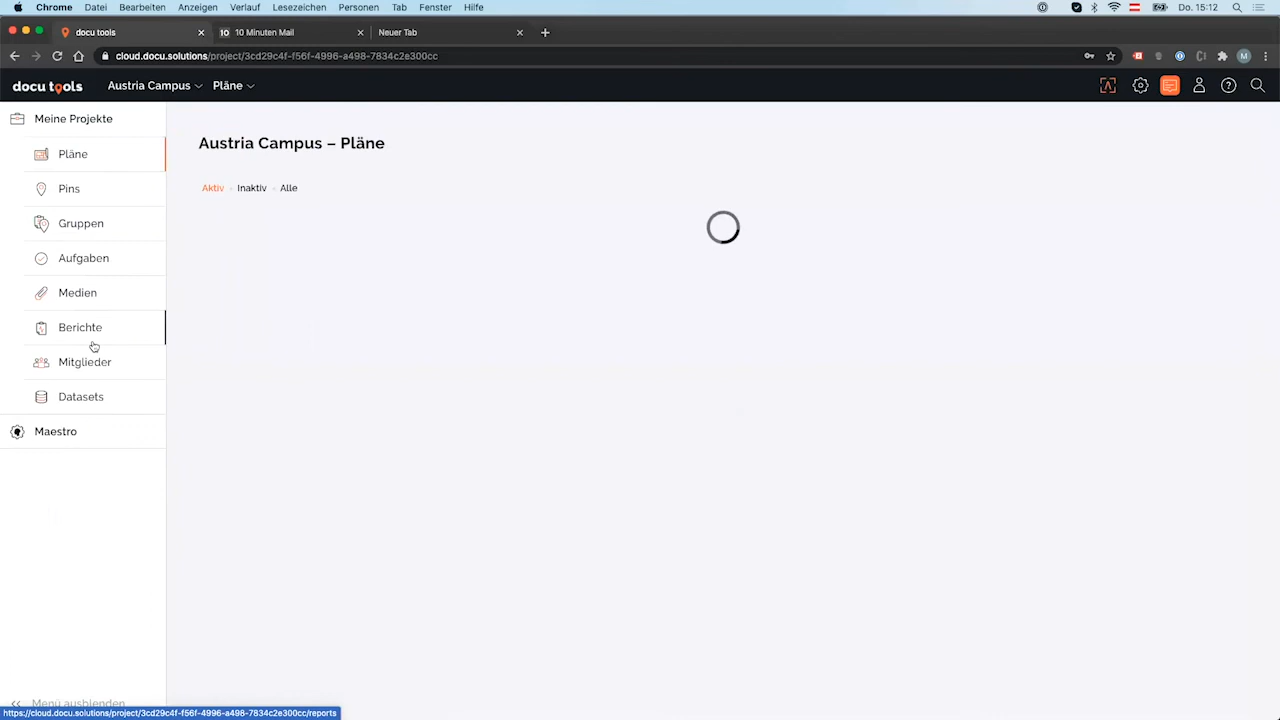 Chrome Datei Bearbeiten Anzeigen Verlauf Lesezeichen Personen Tab Fenster Hilfe Do. 15:12
docu tools 10 10 Minuten Mail Neuer Tab
cloud.docu.solutions/project/3cd29c4f-f56f-4996-a498-7834c2e300cc M
docu tools Austria Campus Pläne
Meine Projekte
Austria Campus – Pläne
Pläne
Aktiv Inaktiv Alle
Pins
Gruppen
Aufgaben
Medien
Berichte
Mitglieder
Datasets
Maestro
Menü ausblenden
https://cloud.docu.solutions/project/3cd29c4f-f56f-4996-a498-7834c2e300cc/reports